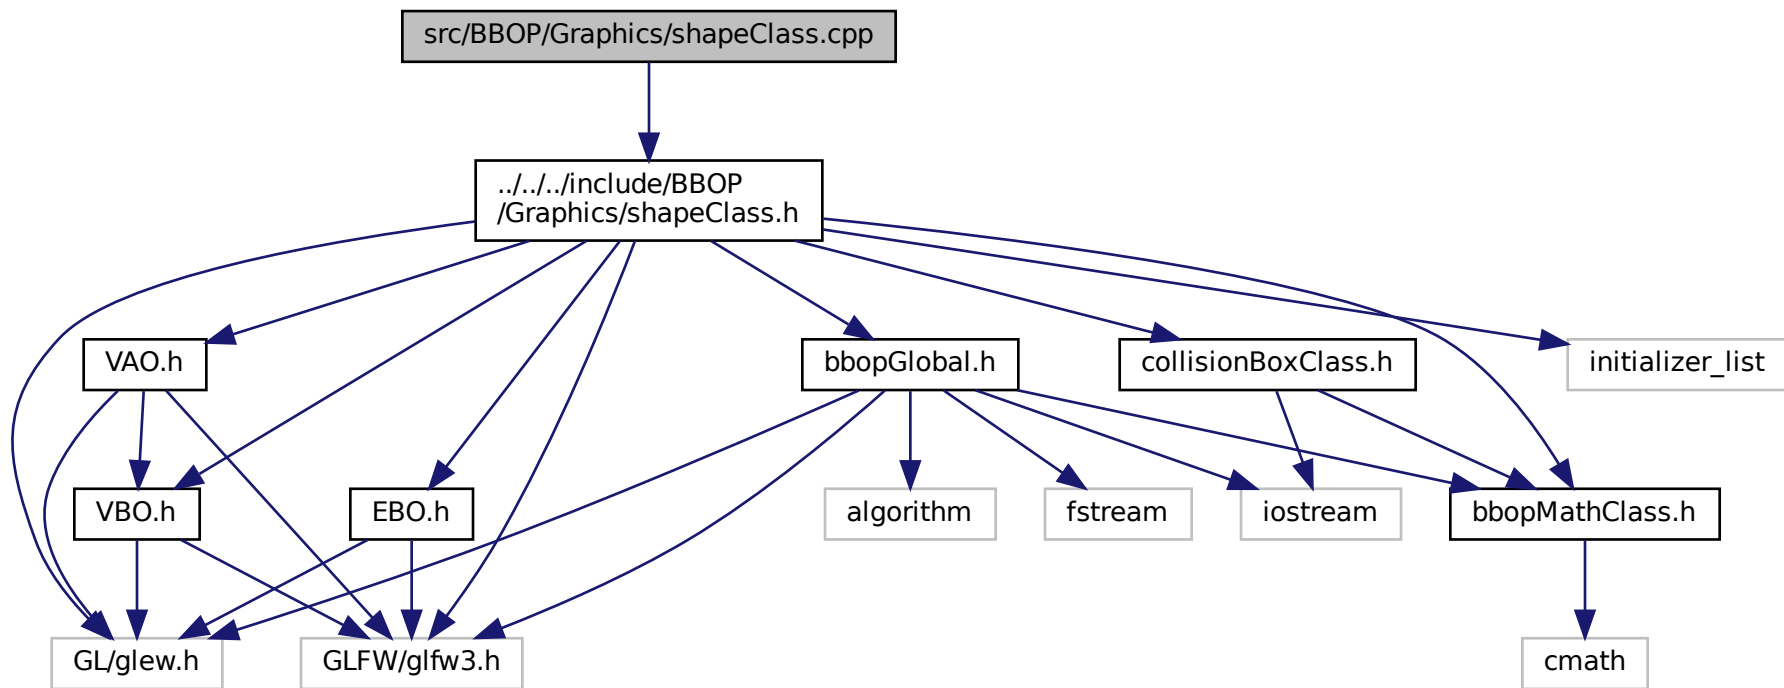 src/BBOP/Graphics/shapeClass.cpp
../../../include/BBOP
/Graphics/shapeClass.h
VAO.h
bbopGlobal.h
collisionBoxClass.h
initializer_list
VBO.h
EBO.h
algorithm
fstream
iostream
bbopMathClass.h
GL/glew.h
GLFW/glfw3.h
cmath